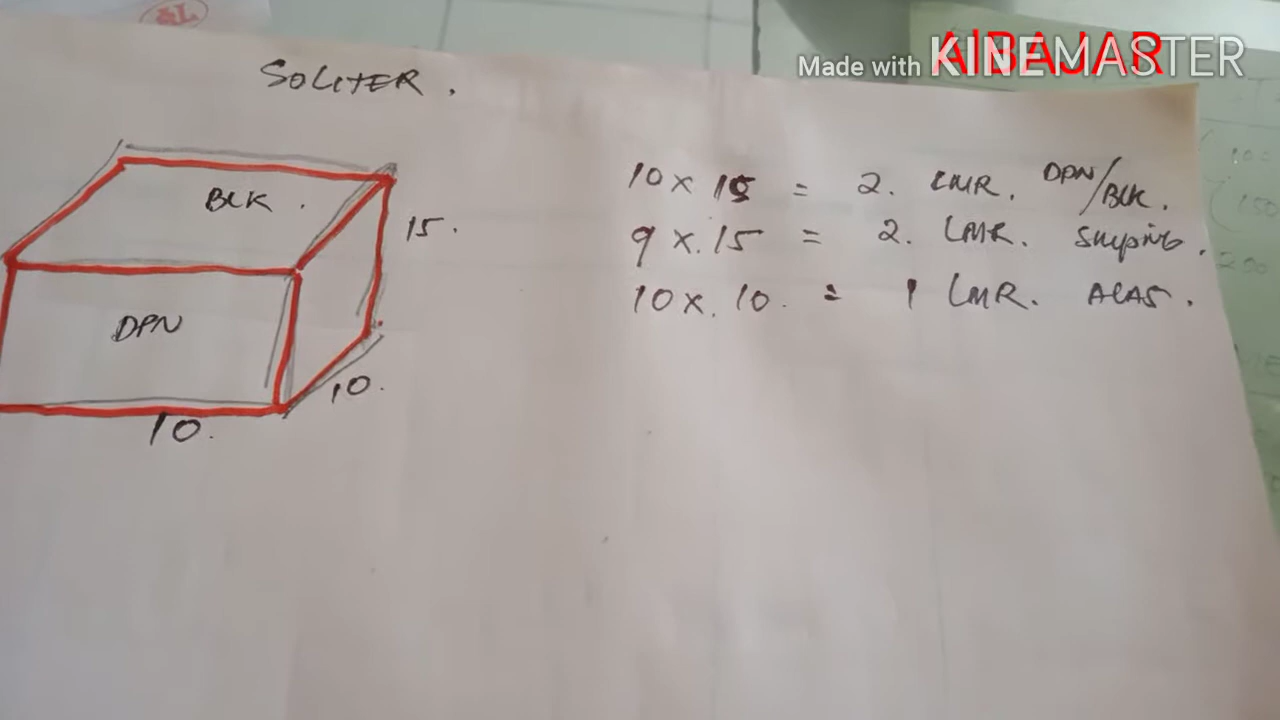 AIBAJAR
Made with KINEMASTER
SOLITER.
BLK.
15.
DPN
10.
10.
10 x 15 = 2. LMR. DPN/BLK.
9 x. 15 = 2. LMR. SAMPING.
10 x. 10. = 1 LMR. ALAS.